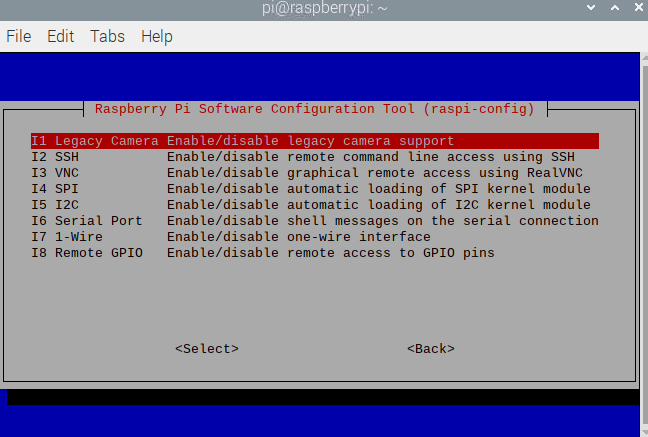 pi@raspberrypi: ~
File Edit Tabs Help
Raspberry Pi Software Configuration Tool (raspi-config)
I1 Legacy Camera Enable/disable legacy camera support
I2 SSH Enable/disable remote command line access using SSH
I3 VNC Enable/disable graphical remote access using RealVNC
I4 SPI Enable/disable automatic loading of SPI kernel module
I5 I2C Enable/disable automatic loading of I2C kernel module
I6 Serial Port Enable/disable shell messages on the serial connection
I7 1-Wire Enable/disable one-wire interface
I8 Remote GPIO Enable/disable remote access to GPIO pins
<Select> <Back>